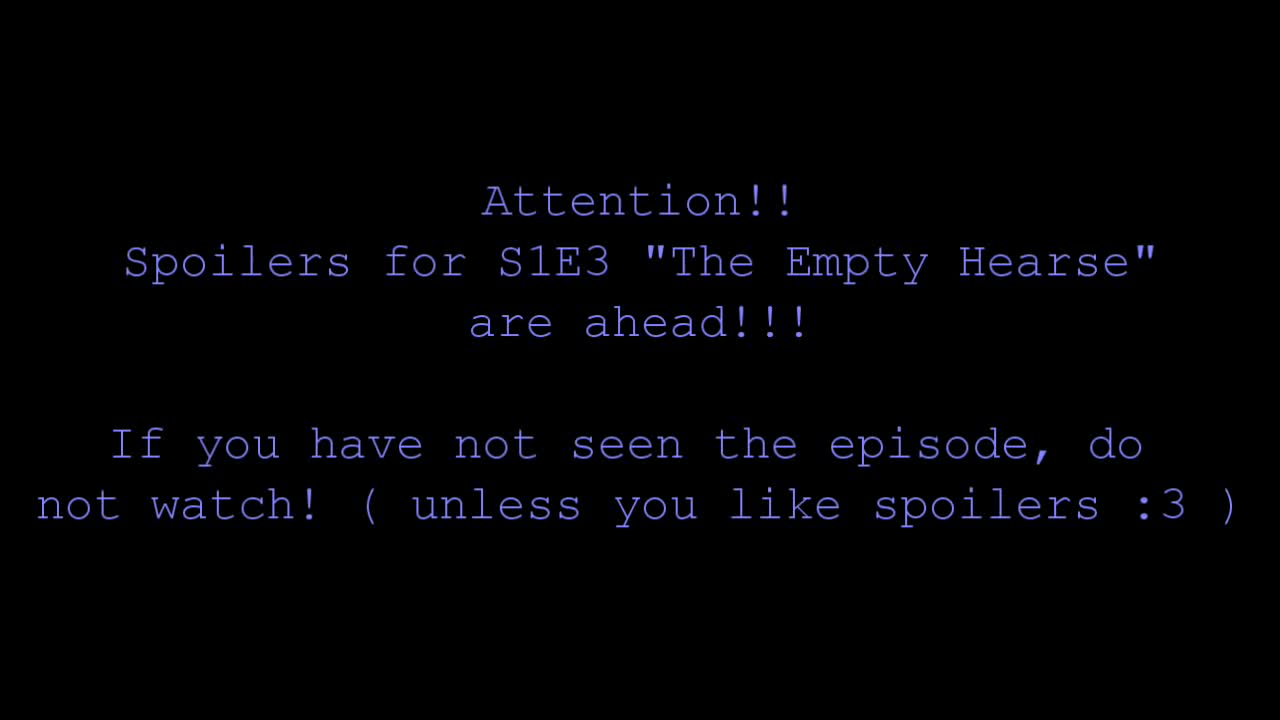 Attention!!
Spoilers for S1E3 "The Empty Hearse"
are ahead!!!
If you have not seen the episode, do
not watch! ( unless you like spoilers :3 )